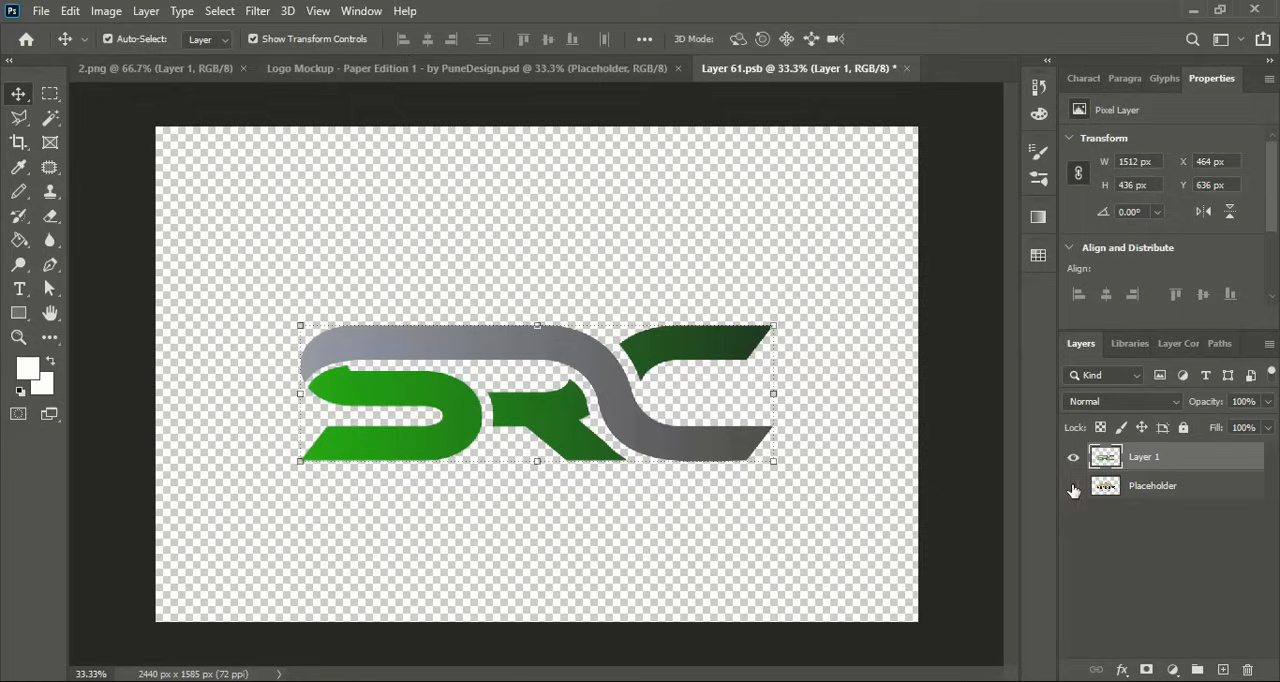 Ps File Edit Image Layer Type Select Filter 3D View Window Help
Auto-Select: Layer Show Transform Controls 3D Mode:
2.png @ 66.7% (Layer 1, RGB/8) × Logo Mockup - Paper Edition 1 - by PuneDesign.psd @ 33.3% (Placeholder, RGB/8) × Layer 61.psb @ 33.3% (Layer 1, RGB/8) * ×
Charact Paragra Glyphs Properties
Pixel Layer
Transform
W 1512 px X 464 px
H 436 px Y 636 px
0.00°
Align and Distribute
Align:
SRC
Layers Libraries Layer Cor Paths
Kind
Normal Opacity: 100%
Lock: Fill: 100%
Layer 1
Placeholder
33.33% 2440 px x 1585 px (72 ppi)